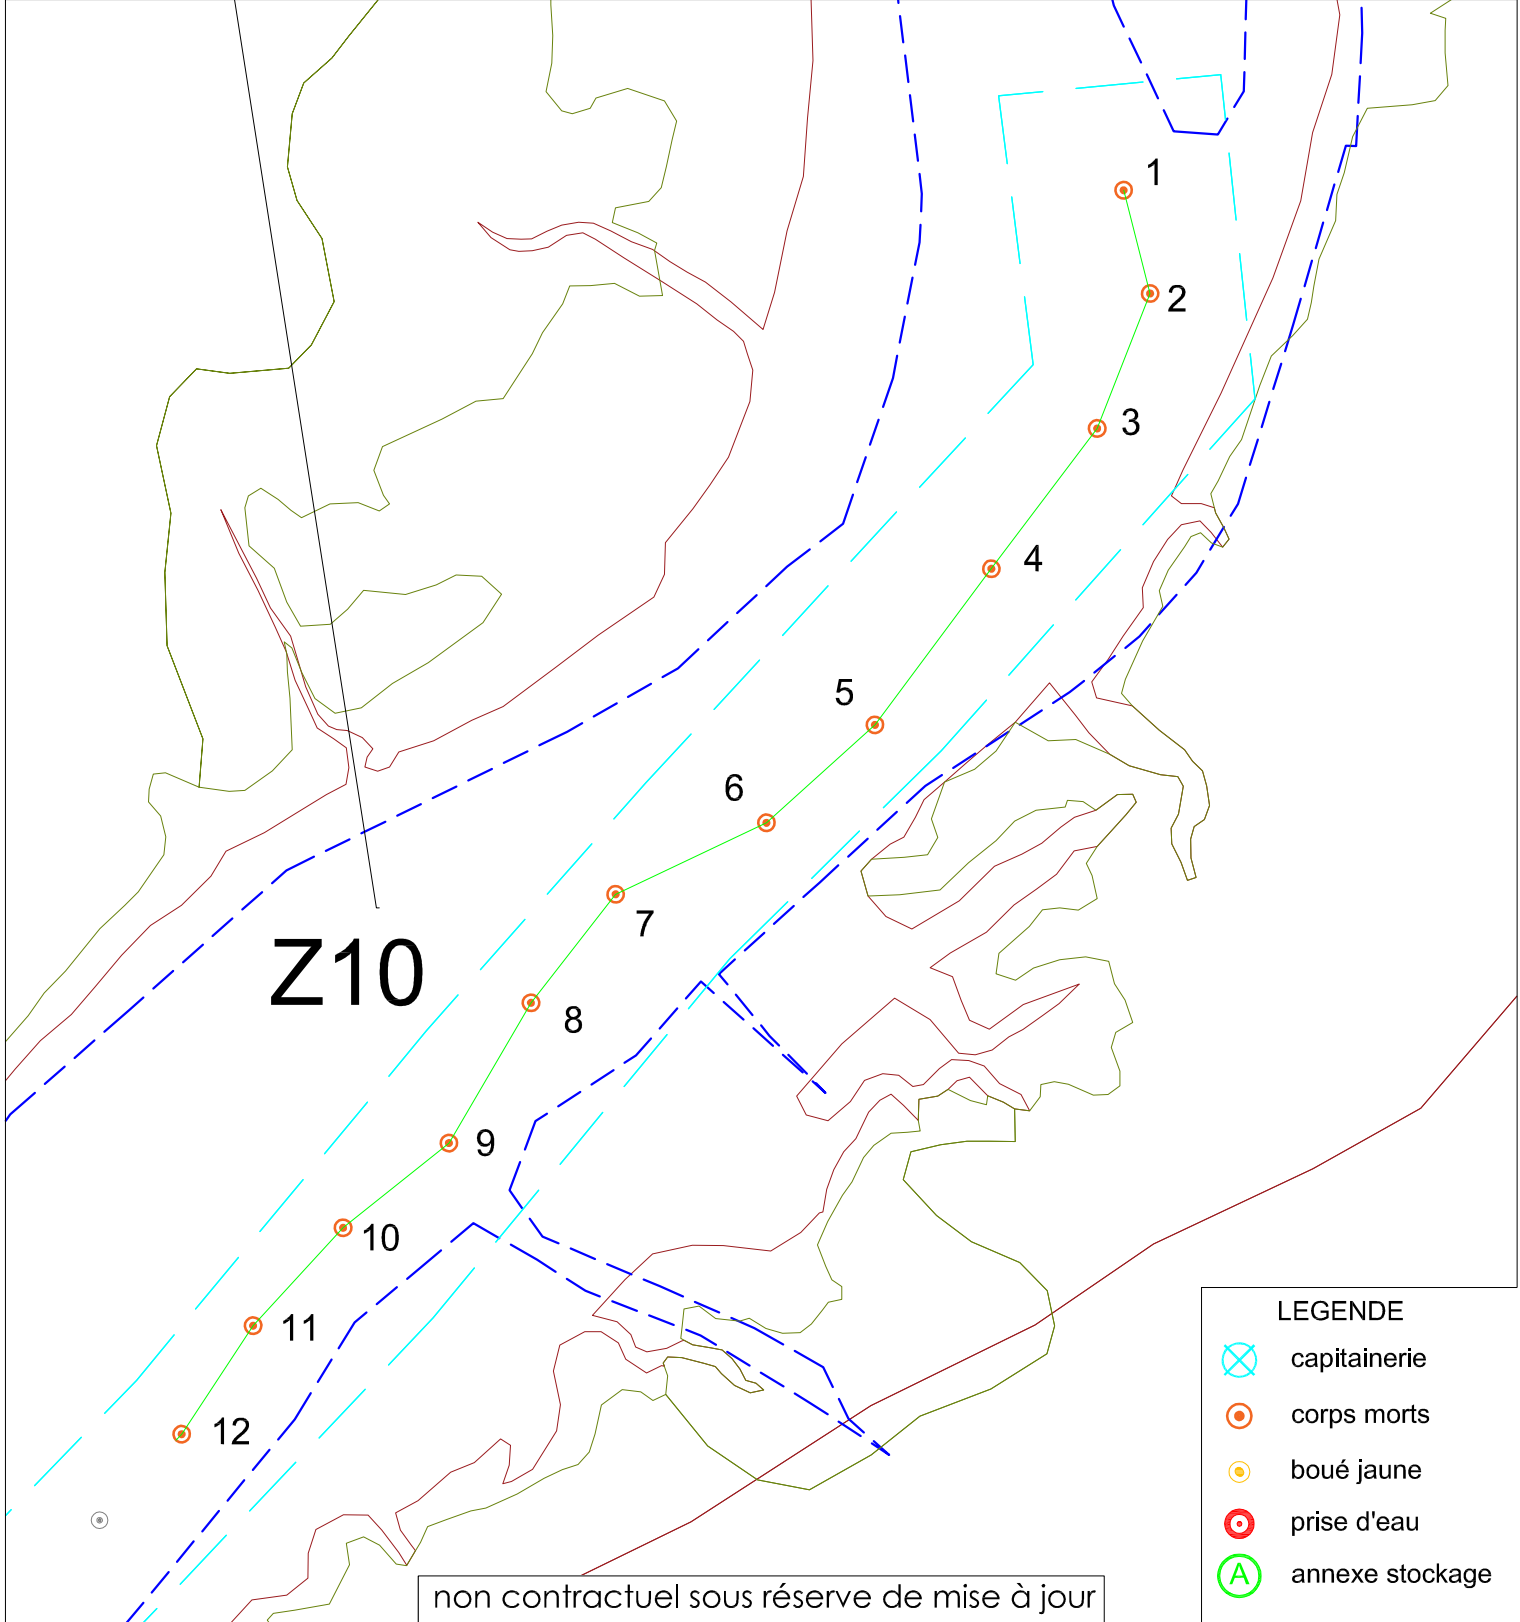 1
2
3
4
5
6
7
Z10
8
9
10
11
12
LEGENDE
capitainerie
corps morts
boué jaune
prise d'eau
A annexe stockage
non contractuel sous réserve de mise à jour